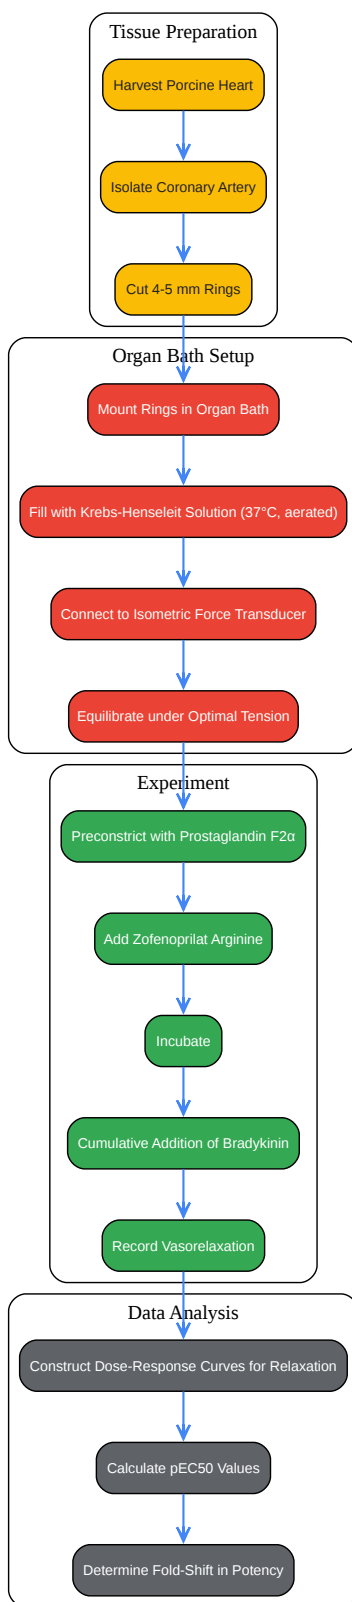 Tissue Preparation
Harvest Porcine Heart
Isolate Coronary Artery
Cut 4-5 mm Rings
Organ Bath Setup
Mount Rings in Organ Bath
Fill with Krebs-Henseleit Solution (37°C, aerated)
Connect to Isometric Force Transducer
Equilibrate under Optimal Tension
Experiment
Preconstrict with Prostaglandin F2α
Add Zofenoprilat Arginine
Incubate
Cumulative Addition of Bradykinin
Record Vasorelaxation
Data Analysis
Construct Dose-Response Curves for Relaxation
Calculate pEC50 Values
Determine Fold-Shift in Potency